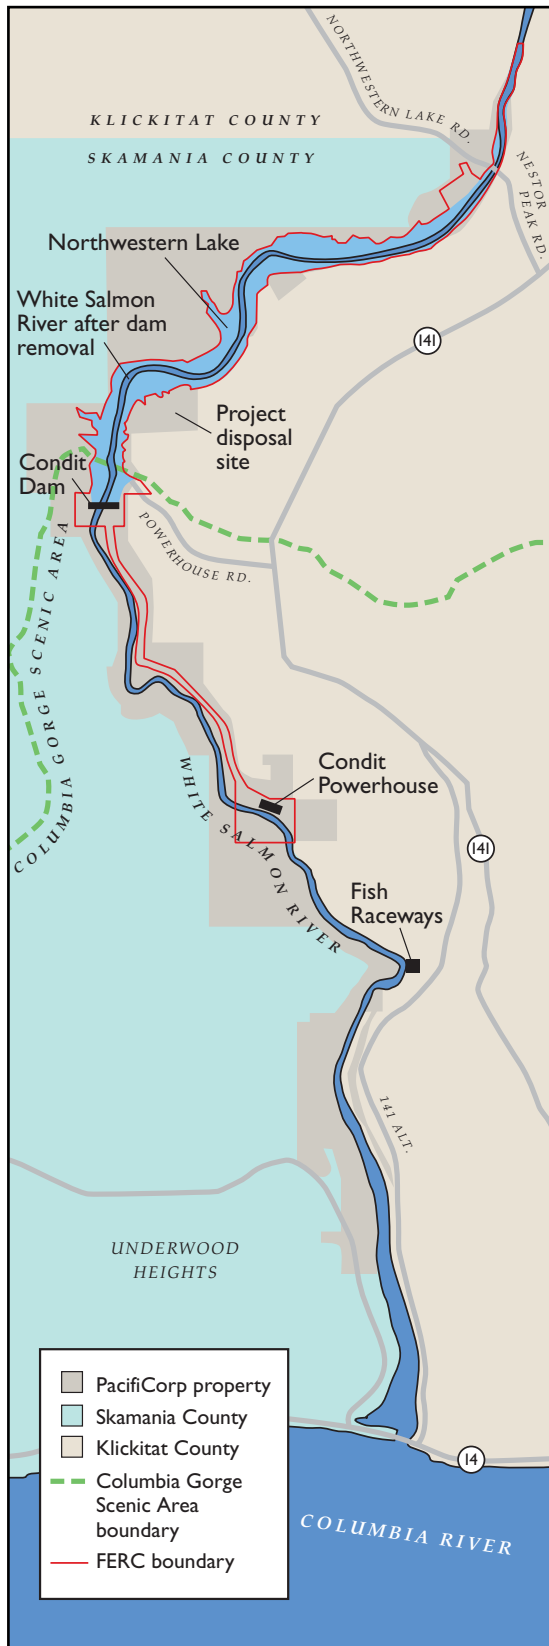 NORTHWESTERN LAKE RD.
KLICKITAT COUNTY
SKAMANIA COUNTY
NESTOR
PEAK RD.
Northwestern Lake
White Salmon
River after dam
removal
141
Project
disposal
site
Condit
Dam
POWERHOUSE RD.
COLUMBIA GORGE SCENIC AREA
Condit
Powerhouse
WHITE SALMON RIVER
141
Fish
Raceways
141 ALT.
UNDERWOOD
HEIGHTS
PacifiCorp property
Skamania County
Klickitat County
Columbia Gorge
Scenic Area
boundary
FERC boundary
14
COLUMBIA RIVER